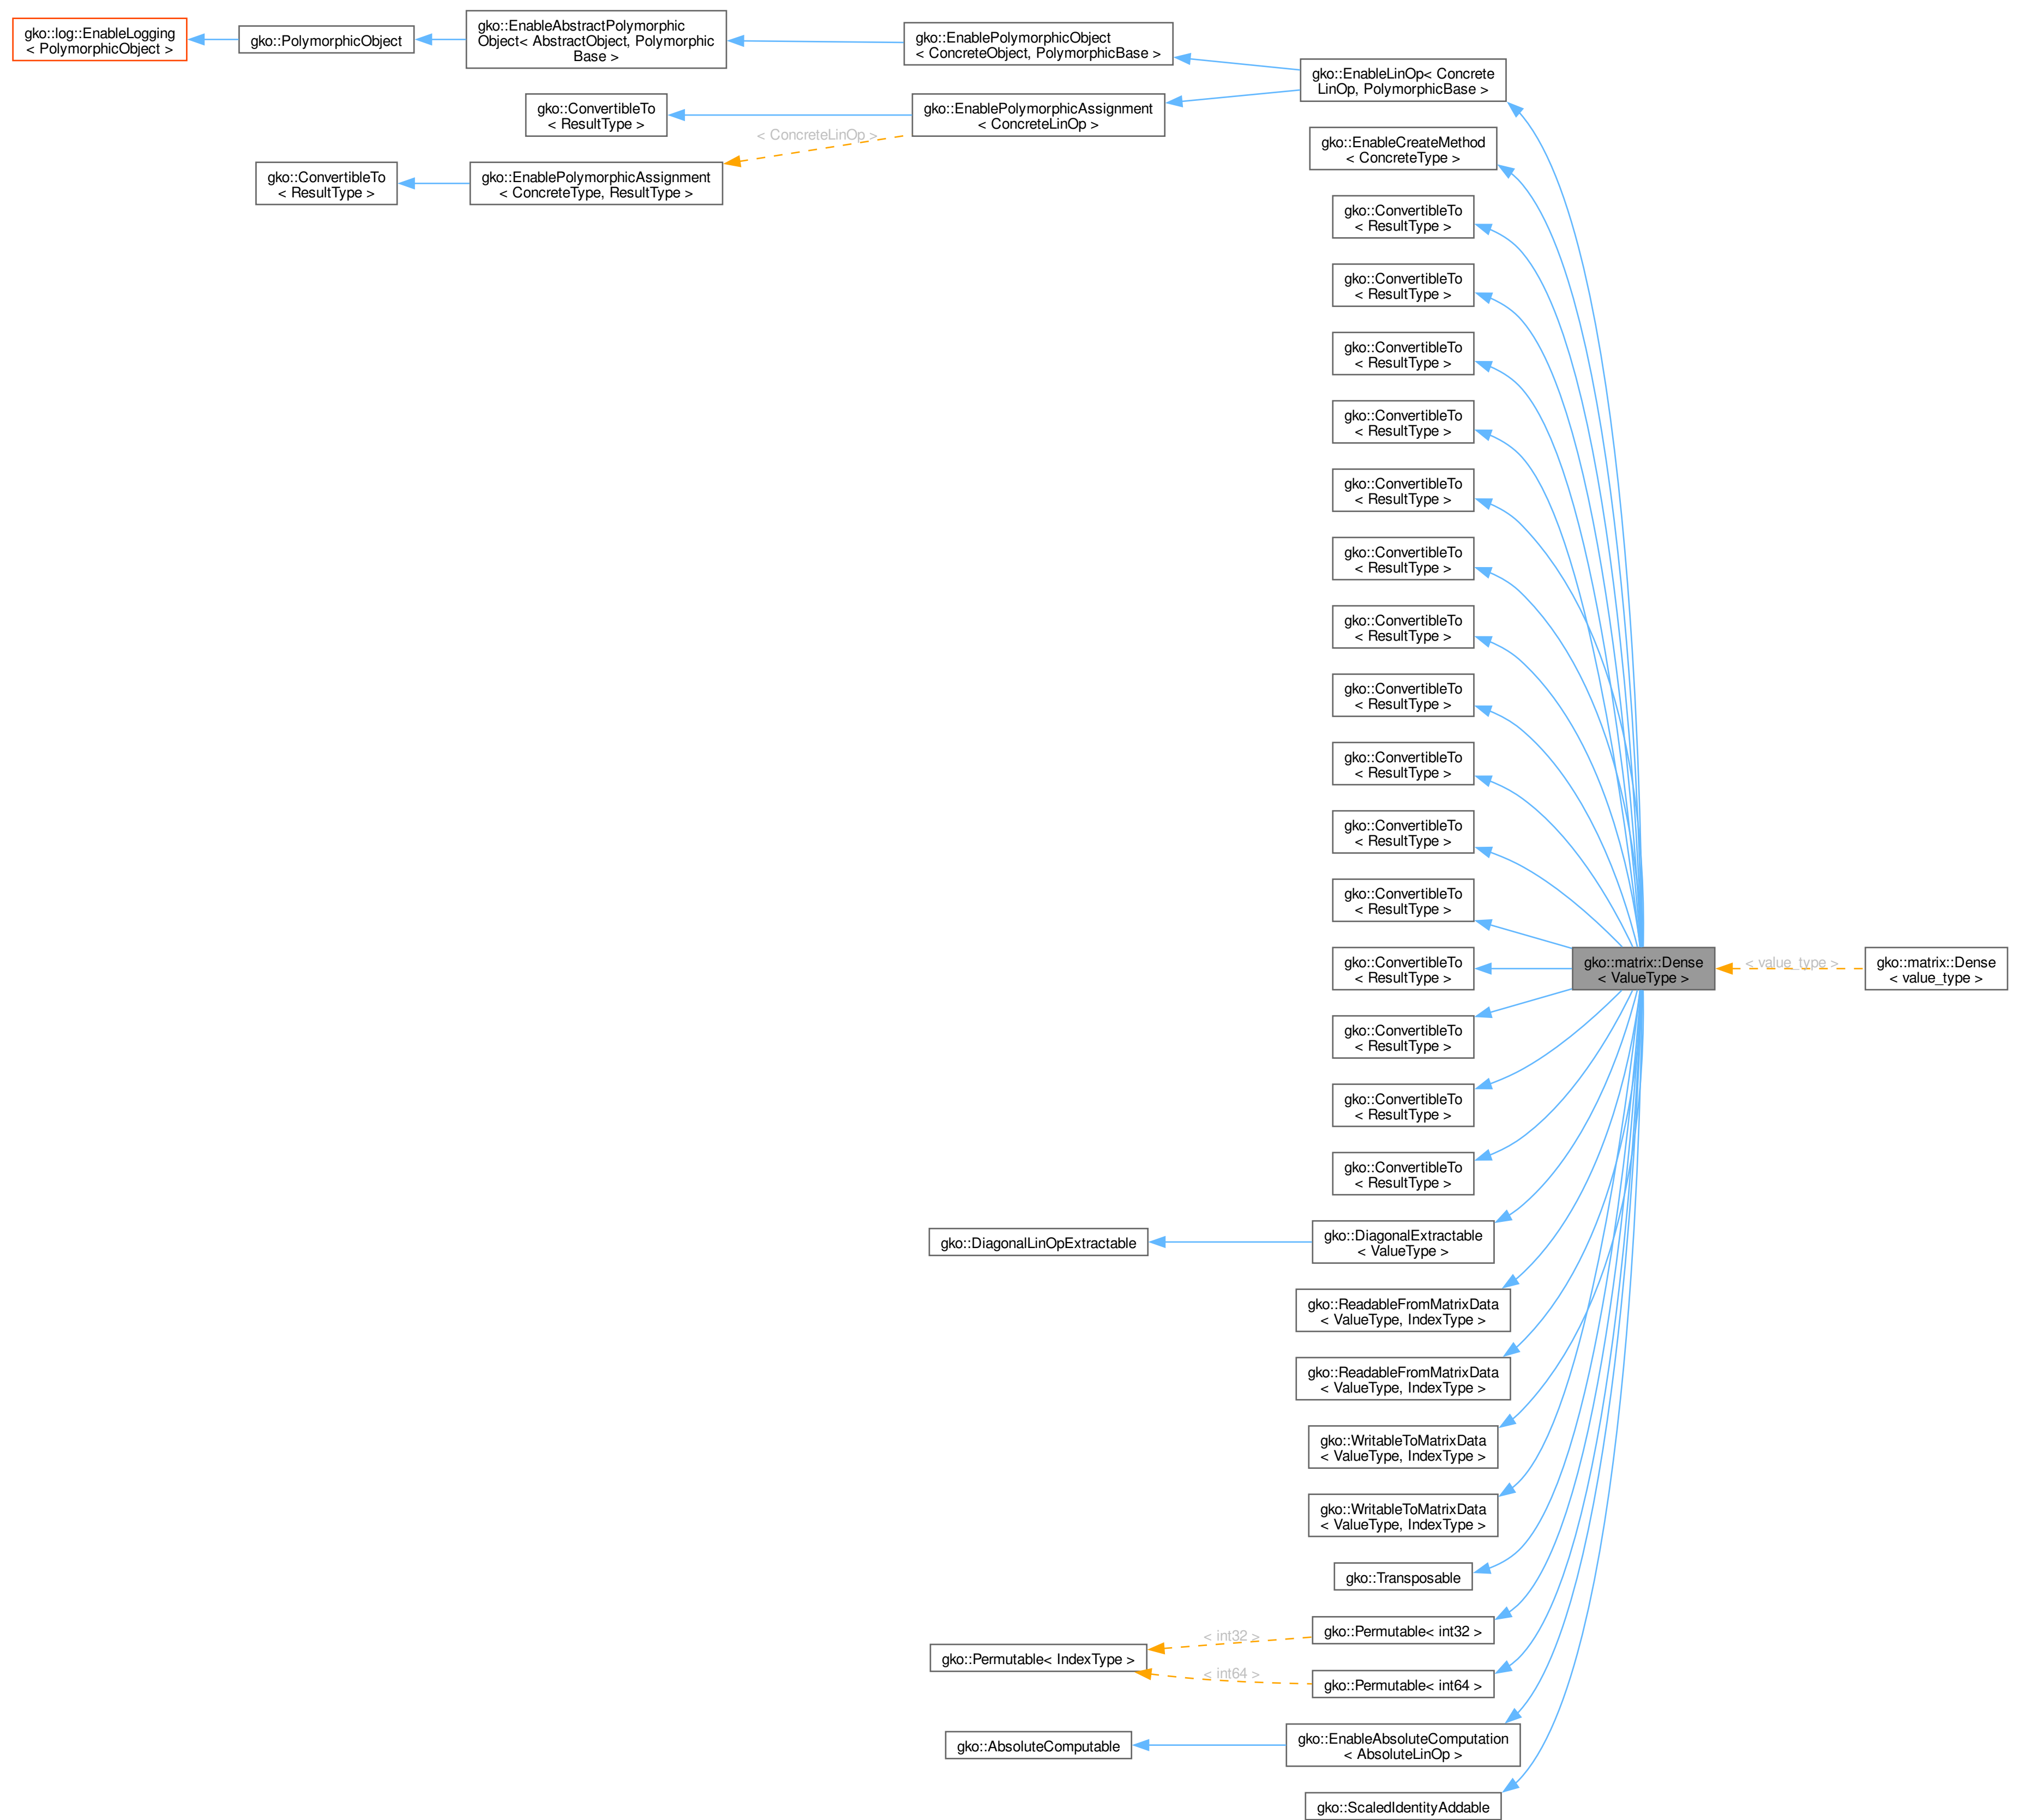 gko::log::EnableLogging
< PolymorphicObject >
gko::PolymorphicObject
gko::EnableAbstractPolymorphic
Object< AbstractObject, Polymorphic
Base >
gko::EnablePolymorphicObject
< ConcreteObject, PolymorphicBase >
gko::EnableLinOp< Concrete
LinOp, PolymorphicBase >
gko::ConvertibleTo
< ResultType >
gko::EnablePolymorphicAssignment
< ConcreteLinOp >
< ConcreteLinOp >
gko::ConvertibleTo
< ResultType >
gko::EnablePolymorphicAssignment
< ConcreteType, ResultType >
gko::EnableCreateMethod
< ConcreteType >
gko::ConvertibleTo
< ResultType >
gko::ConvertibleTo
< ResultType >
gko::ConvertibleTo
< ResultType >
gko::ConvertibleTo
< ResultType >
gko::ConvertibleTo
< ResultType >
gko::ConvertibleTo
< ResultType >
gko::ConvertibleTo
< ResultType >
gko::ConvertibleTo
< ResultType >
gko::ConvertibleTo
< ResultType >
gko::ConvertibleTo
< ResultType >
gko::ConvertibleTo
< ResultType >
gko::ConvertibleTo
< ResultType >
gko::matrix::Dense
< ValueType >
< value_type >
gko::matrix::Dense
< value_type >
gko::ConvertibleTo
< ResultType >
gko::ConvertibleTo
< ResultType >
gko::ConvertibleTo
< ResultType >
gko::DiagonalLinOpExtractable
gko::DiagonalExtractable
< ValueType >
gko::ReadableFromMatrixData
< ValueType, IndexType >
gko::ReadableFromMatrixData
< ValueType, IndexType >
gko::WritableToMatrixData
< ValueType, IndexType >
gko::WritableToMatrixData
< ValueType, IndexType >
gko::Transposable
gko::Permutable< IndexType >
< int32 >
gko::Permutable< int32 >
< int64 >
gko::Permutable< int64 >
gko::AbsoluteComputable
gko::EnableAbsoluteComputation
< AbsoluteLinOp >
gko::ScaledIdentityAddable